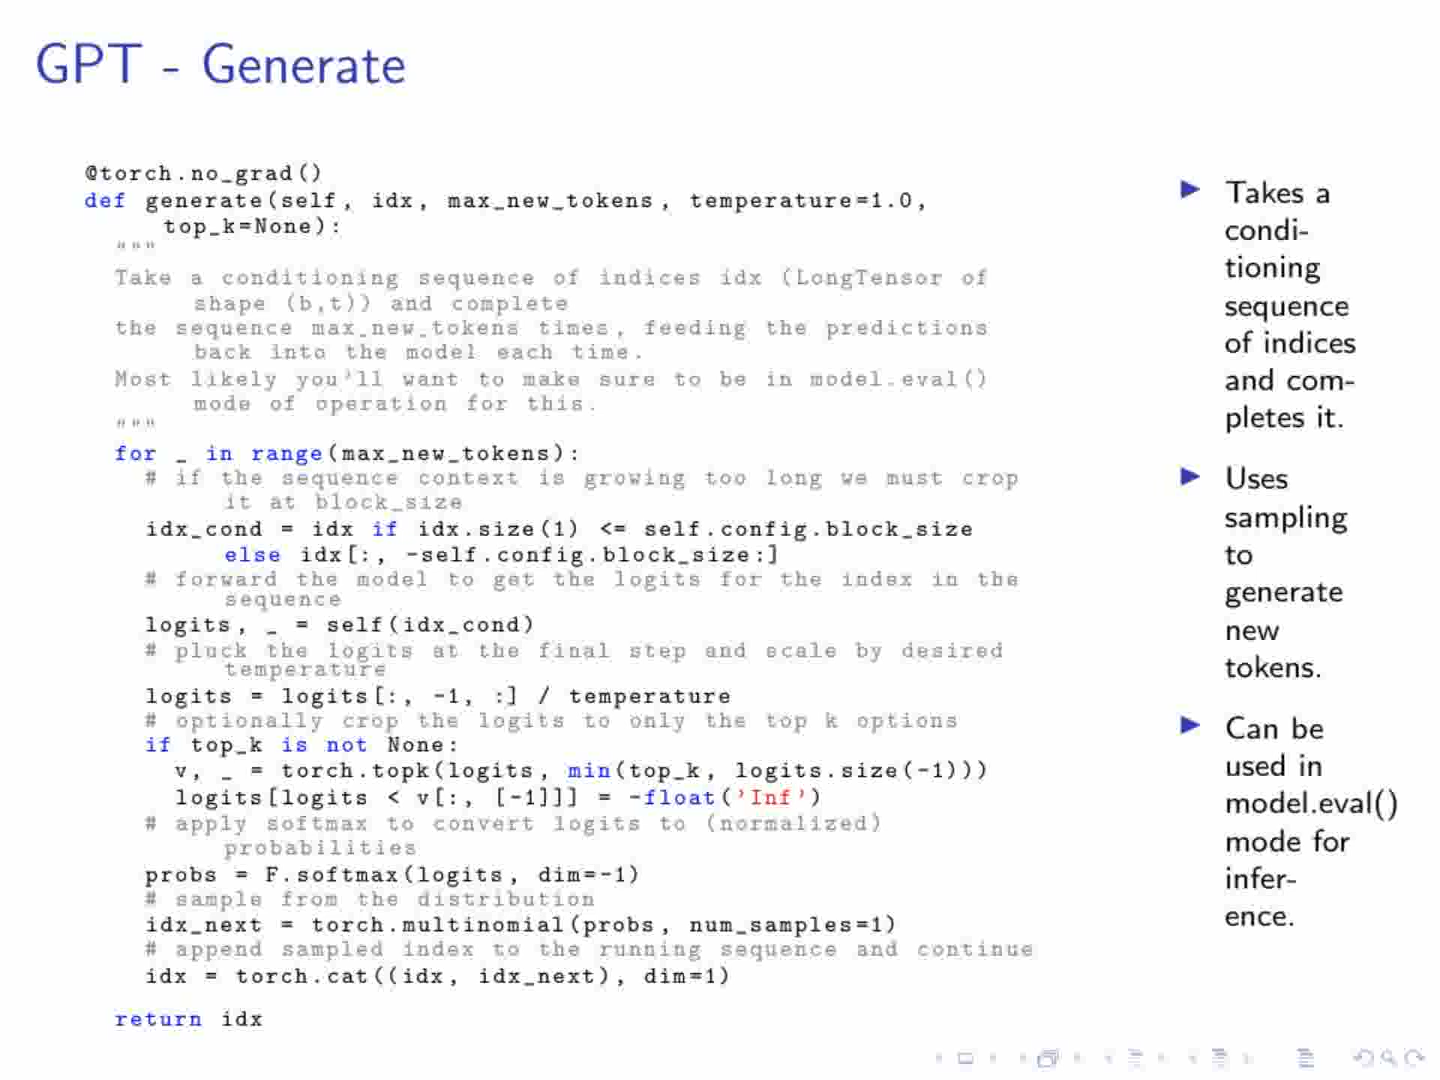 GPT - Generate
@torch.no_grad()
def generate(self, idx, max_new_tokens, temperature=1.0,
top_k=None):
"""
Take a conditioning sequence of indices idx (LongTensor of
shape (b,t)) and complete
the sequence max_new_tokens times, feeding the predictions
back into the model each time.
Most likely you'll want to make sure to be in model.eval()
mode of operation for this.
"""
for _ in range(max_new_tokens):
# if the sequence context is growing too long we must crop
it at block_size
idx_cond = idx if idx.size(1) <= self.config.block_size
else idx[:, -self.config.block_size:]
# forward the model to get the logits for the index in the
sequence
logits, _ = self(idx_cond)
# pluck the logits at the final step and scale by desired
temperature
logits = logits[:, -1, :] / temperature
# optionally crop the logits to only the top k options
if top_k is not None:
v, _ = torch.topk(logits, min(top_k, logits.size(-1)))
logits[logits < v[:, [-1]]] = -float('Inf')
# apply softmax to convert logits to (normalized)
probabilities
probs = F.softmax(logits, dim=-1)
# sample from the distribution
idx_next = torch.multinomial(probs, num_samples=1)
# append sampled index to the running sequence and continue
idx = torch.cat((idx, idx_next), dim=1)
return idx
Takes a
condi-
tioning
sequence
of indices
and com-
pletes it.
Uses
sampling
to
generate
new
tokens.
Can be
used in
model.eval()
mode for
infer-
ence.